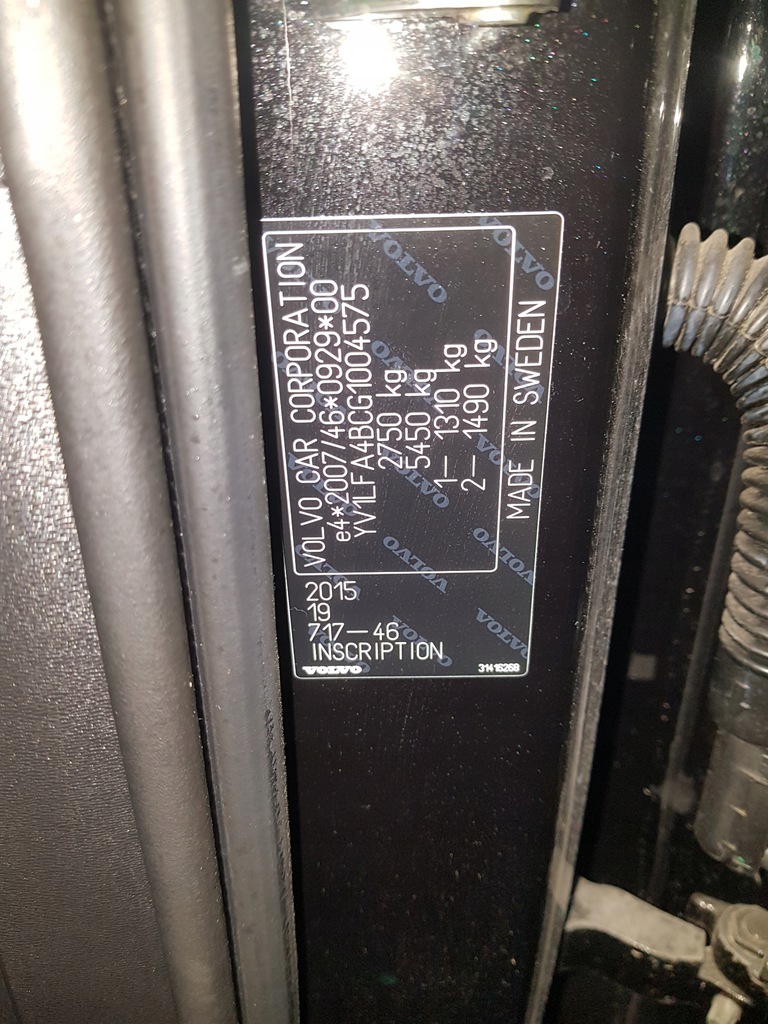 VOLVO CAR CORPORATION
e4*2007/46*0929*00
YV1LFA4BCG1004575
2750 kg
5450 kg
1— 1310 kg
2— 1490 kg
MADE IN SWEDEN
2015
19
717—46
INSCRIPTION
VOLVO
31416268